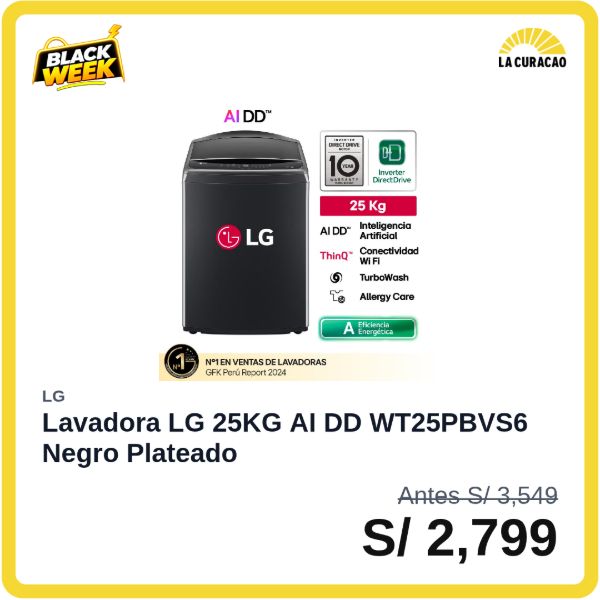 BLACK
WEEK
LA CURACAO
AI DD™
INVERTER
DIRECT DRIVE
MOTOR
10
YEAR
WARRANTY
Inverter
DirectDrive
25 Kg
AI DD™ Inteligencia
Artificial
ThinQ™ Conectividad
Wi Fi
TurboWash
Allergy Care
A Eficiencia
Energética
LG
N°1
N°1 EN VENTAS DE LAVADORAS
GFK Perú Report 2024
LG
Lavadora LG 25KG AI DD WT25PBVS6
Negro Plateado
Antes S/ 3,549
S/ 2,799